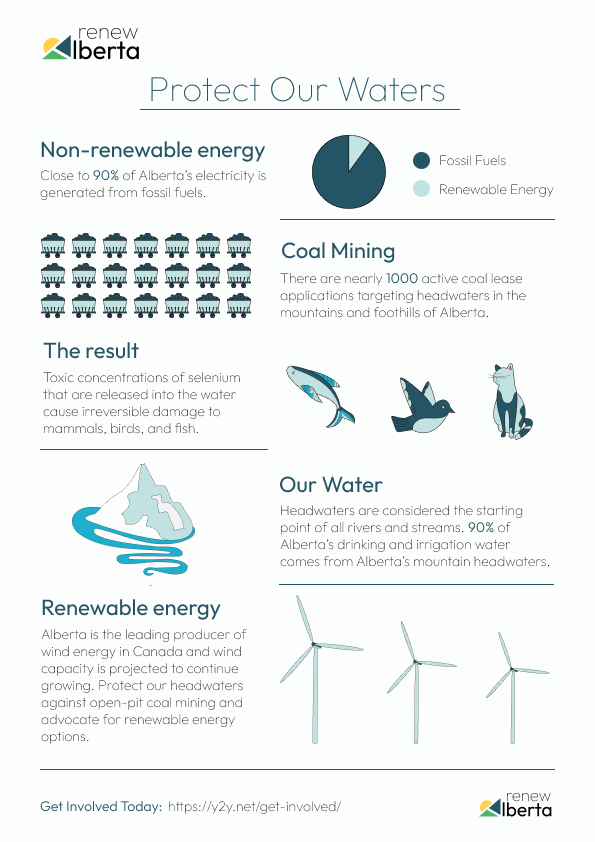 renew
Alberta
Protect Our Waters
Non-renewable energy
Close to 90% of Alberta's electricity is
generated from fossil fuels.
Fossil Fuels
Renewable Energy
Coal Mining
There are nearly 1000 active coal lease
applications targeting headwaters in the
mountains and foothills of Alberta.
The result
Toxic concentrations of selenium
that are released into the water
cause irreversible damage to
mammals, birds, and fish.
Our Water
Headwaters are considered the starting
point of all rivers and streams. 90% of
Alberta's drinking and irrigation water
comes from Alberta's mountain headwaters.
Renewable energy
Alberta is the leading producer of
wind energy in Canada and wind
capacity is projected to continue
growing. Protect our headwaters
against open-pit coal mining and
advocate for renewable energy
options.
Get Involved Today: https://y2y.net/get-involved/
renew
Alberta